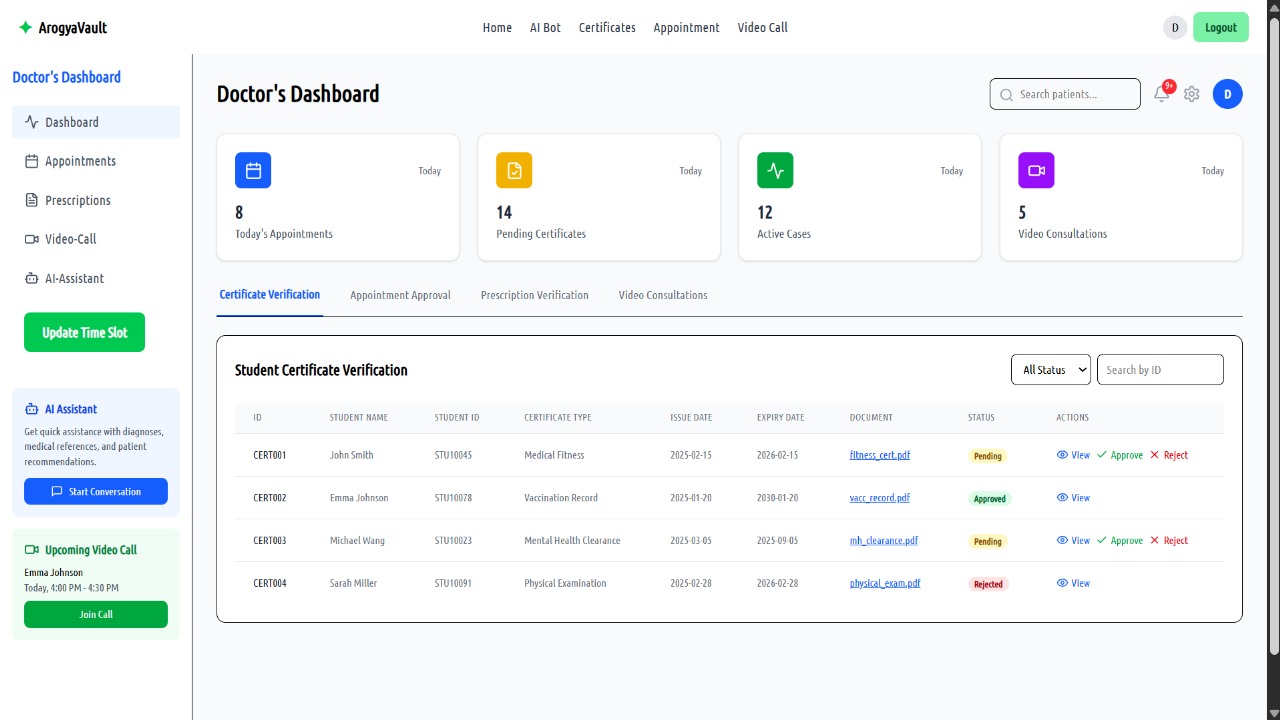 ArogyaVault
Home AI Bot Certificates Appointment Video Call
D Logout
Doctor's Dashboard
Dashboard
Appointments
Prescriptions
Video-Call
AI-Assistant
Update Time Slot
AI Assistant
Get quick assistance with diagnoses,
medical references, and patient
recommendations.
Start Conversation
Upcoming Video Call
Emma Johnson
Today, 4:00 PM - 4:30 PM
Join Call
Doctor's Dashboard
Search patients...
9+
D
Today
8
Today's Appointments
Today
14
Pending Certificates
Today
12
Active Cases
Today
5
Video Consultations
Certificate Verification Appointment Approval Prescription Verification Video Consultations
Student Certificate Verification
All Status Search by ID
ID STUDENT NAME STUDENT ID CERTIFICATE TYPE ISSUE DATE EXPIRY DATE DOCUMENT STATUS ACTIONS
CERT001 John Smith STU10045 Medical Fitness 2025-02-15 2026-02-15 fitness_cert.pdf Pending View Approve Reject
CERT002 Emma Johnson STU10078 Vaccination Record 2025-01-20 2030-01-20 vacc_record.pdf Approved View
CERT003 Michael Wang STU10023 Mental Health Clearance 2025-03-05 2025-09-05 mh_clearance.pdf Pending View Approve Reject
CERT004 Sarah Miller STU10091 Physical Examination 2025-02-28 2026-02-28 physical_exam.pdf Rejected View